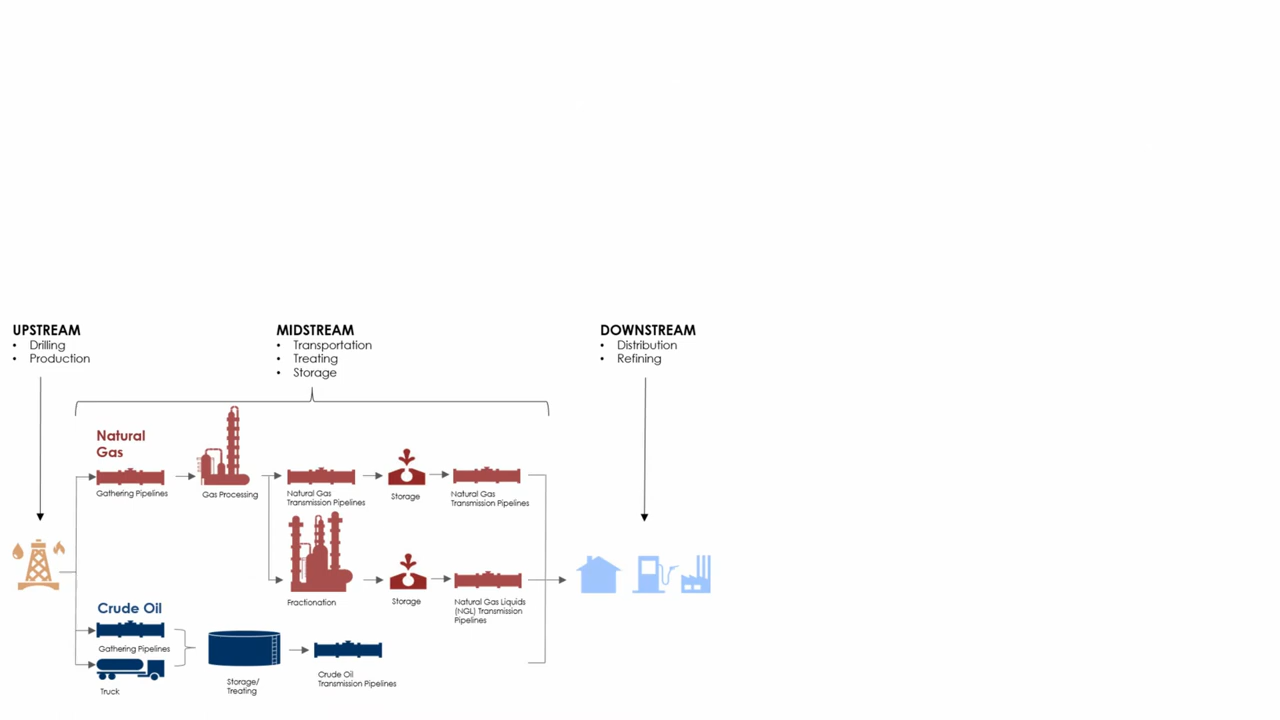 UPSTREAM
• Drilling
• Production
MIDSTREAM
• Transportation
• Treating
• Storage
DOWNSTREAM
• Distribution
• Refining
Natural
Gas
Gathering Pipelines
Gas Processing
Natural Gas
Transmission Pipelines
Storage
Natural Gas
Transmission Pipelines
Fractionation
Storage
Natural Gas Liquids
(NGL) Transmission
Pipelines
Crude Oil
Gathering Pipelines
Truck
Storage/
Treating
Crude Oil
Transmission Pipelines